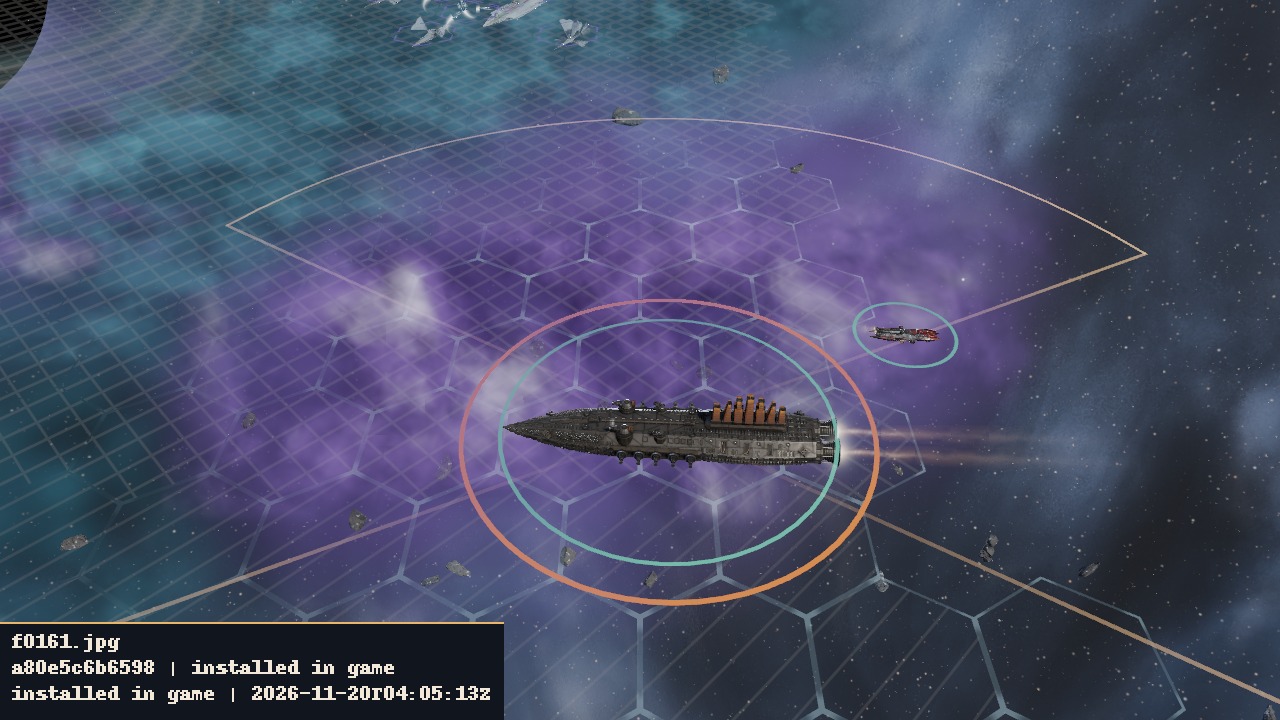 f0161.jpg
a80e5c6b6598 | installed in game
installed in game | 2026-11-20T04:05:13Z